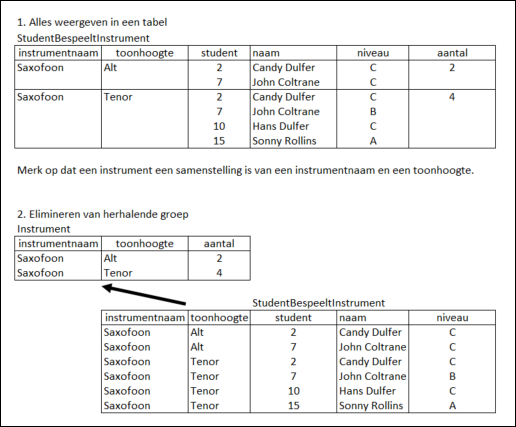 1. Alles weergeven in een tabel
StudentBespeeltInstrument
instrumentnaam toonhoogte student naam niveau aantal
Saxofoon Alt 2 Candy Dulfer C 2
7 John Coltrane C
Saxofoon Tenor 2 Candy Dulfer C 4
7 John Coltrane B
10 Hans Dulfer C
15 Sonny Rollins A
Merk op dat een instrument een samenstelling is van een instrumentnaam en een toonhoogte.
2. Elimineren van herhalende groep
Instrument
instrumentnaam toonhoogte aantal
Saxofoon Alt 2
Saxofoon Tenor 4
StudentBespeeltInstrument
instrumentnaam toonhoogte student naam niveau
Saxofoon Alt 2 Candy Dulfer C
Saxofoon Alt 7 John Coltrane C
Saxofoon Tenor 2 Candy Dulfer C
Saxofoon Tenor 7 John Coltrane B
Saxofoon Tenor 10 Hans Dulfer C
Saxofoon Tenor 15 Sonny Rollins A